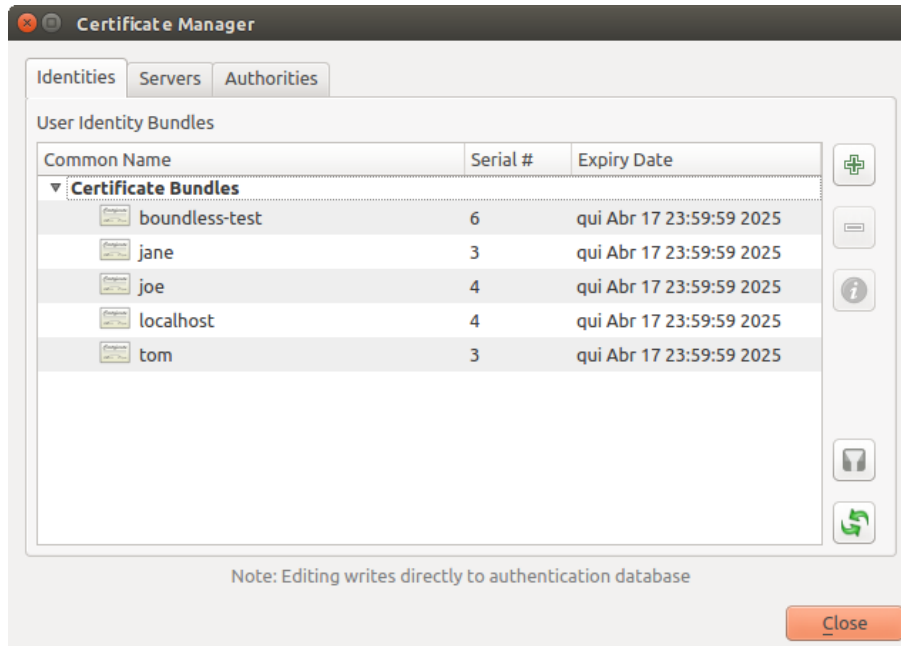 Certificate Manager
Identities Servers Authorities
User Identity Bundles
Common Name Serial # Expiry Date
Certificate Bundles
boundless-test 6 qui Abr 17 23:59:59 2025
jane 3 qui Abr 17 23:59:59 2025
joe 4 qui Abr 17 23:59:59 2025
localhost 4 qui Abr 17 23:59:59 2025
tom 3 qui Abr 17 23:59:59 2025
Note: Editing writes directly to authentication database
Close